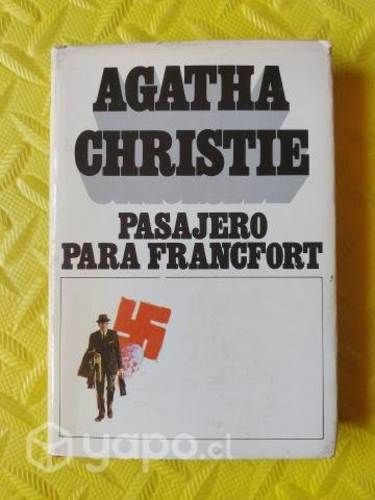 AGATHA
CHRISTIE
PASAJERO
PARA FRANCFORT
yapo.cl